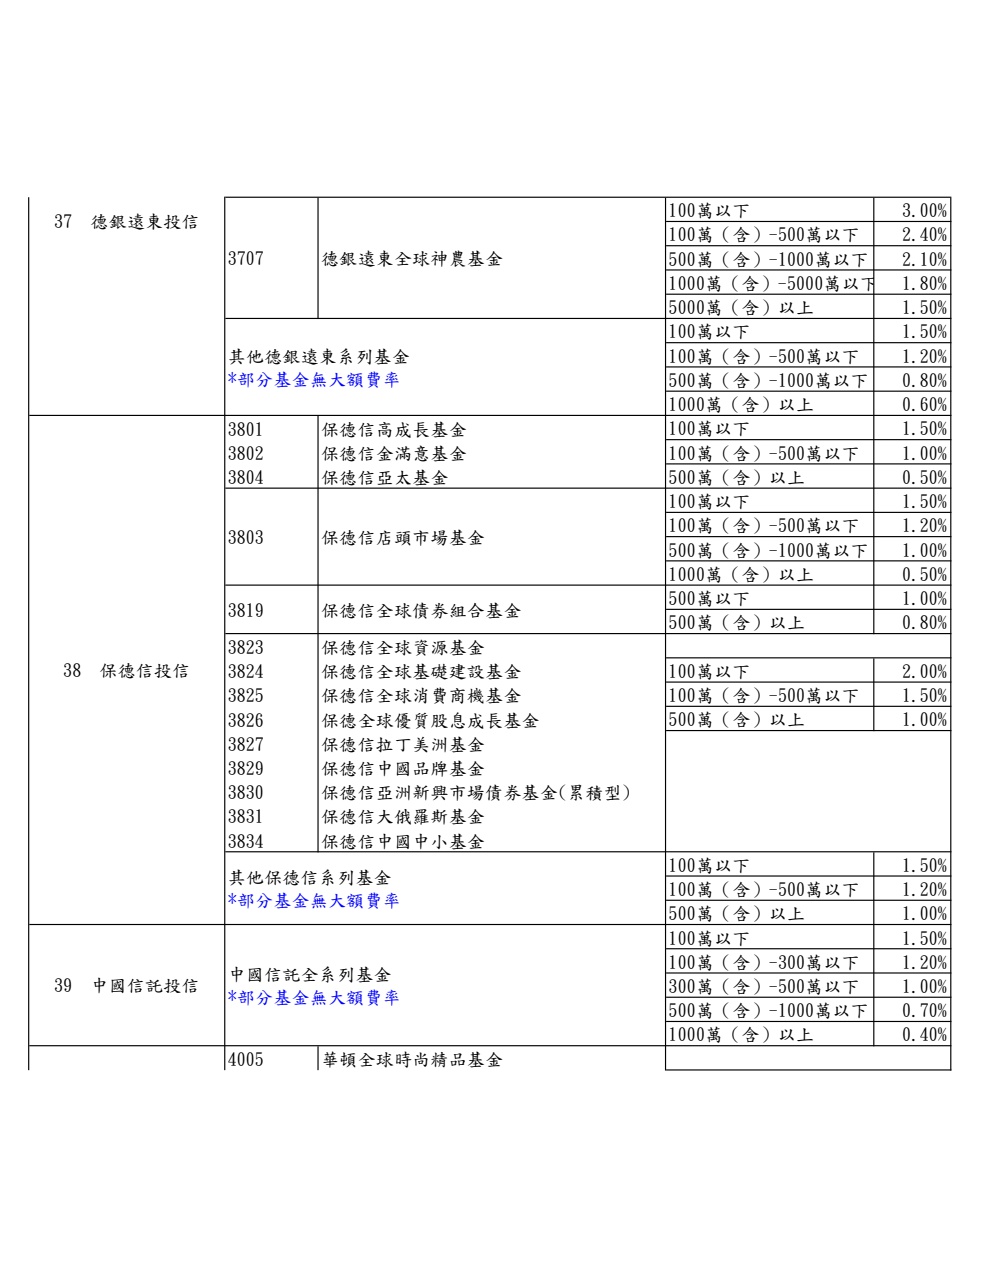 37 德銀遠東投信
3707 德銀遠東全球神農基金
100萬以下 3.00%
100萬（含）-500萬以下 2.40%
500萬（含）-1000萬以下 2.10%
1000萬（含）-5000萬以下 1.80%
5000萬（含）以上 1.50%
其他德銀遠東系列基金
*部分基金無大額費率
100萬以下 1.50%
100萬（含）-500萬以下 1.20%
500萬（含）-1000萬以下 0.80%
1000萬（含）以上 0.60%
38 保德信投信
3801 保德信高成長基金 100萬以下 1.50%
3802 保德信金滿意基金 100萬（含）-500萬以下 1.00%
3804 保德信亞太基金 500萬（含）以上 0.50%
3803 保德信店頭市場基金
100萬以下 1.50%
100萬（含）-500萬以下 1.20%
500萬（含）-1000萬以下 1.00%
1000萬（含）以上 0.50%
3819 保德信全球債券組合基金
500萬以下 1.00%
500萬（含）以上 0.80%
3823 保德信全球資源基金
3824 保德信全球基礎建設基金 100萬以下 2.00%
3825 保德信全球消費商機基金 100萬（含）-500萬以下 1.50%
3826 保德全球優質股息成長基金 500萬（含）以上 1.00%
3827 保德信拉丁美洲基金
3829 保德信中國品牌基金
3830 保德信亞洲新興市場債券基金(累積型)
3831 保德信大俄羅斯基金
3834 保德信中國中小基金
其他保德信系列基金
*部分基金無大額費率
100萬以下 1.50%
100萬（含）-500萬以下 1.20%
500萬（含）以上 1.00%
39 中國信託投信
中國信託全系列基金
*部分基金無大額費率
100萬以下 1.50%
100萬（含）-300萬以下 1.20%
300萬（含）-500萬以下 1.00%
500萬（含）-1000萬以下 0.70%
1000萬（含）以上 0.40%
4005 華頓全球時尚精品基金